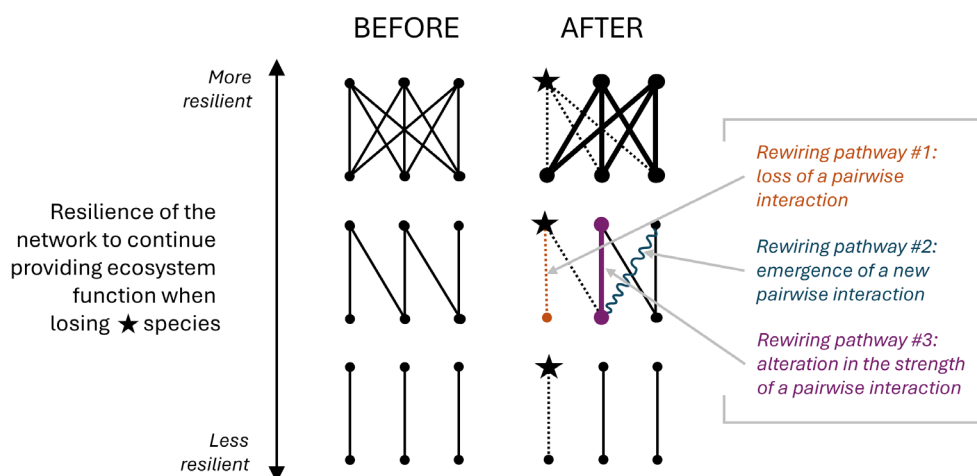 BEFORE
AFTER
More
resilient
Resilience of the
network to continue
providing ecosystem
function when
losing ★ species
Less
resilient
Rewiring pathway #1:
loss of a pairwise
interaction
Rewiring pathway #2:
emergence of a new
pairwise interaction
Rewiring pathway #3:
alteration in the strength
of a pairwise interaction